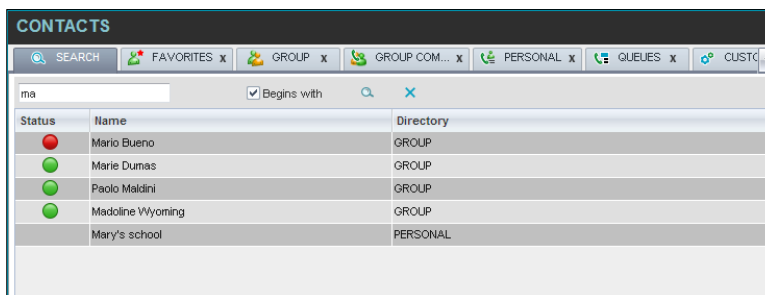 CONTACTS
SEARCH FAVORITES x GROUP x GROUP COM... x PERSONAL x QUEUES x CUSTC
ma Begins with
Status Name Directory
Mario Bueno GROUP
Marie Dumas GROUP
Paolo Maldini GROUP
Madoline Wyoming GROUP
Mary's school PERSONAL